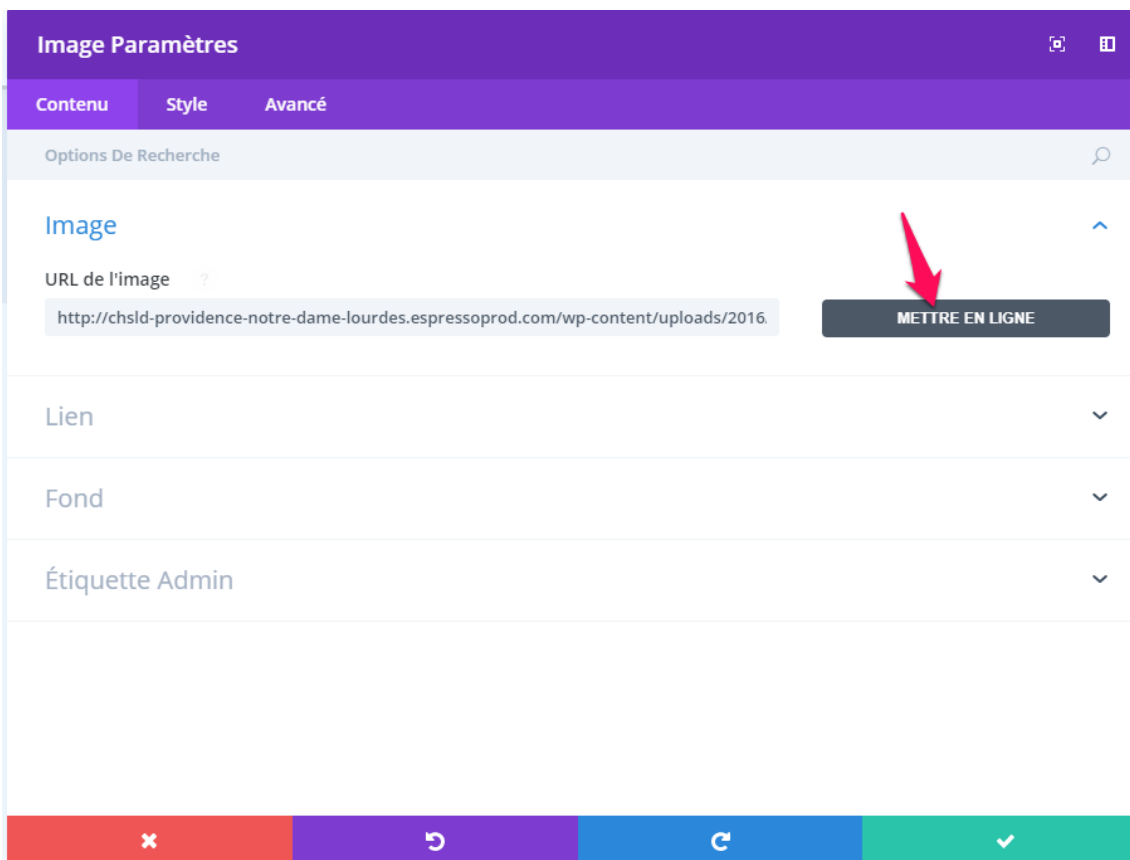 Image Paramètres
Contenu Style Avancé
Options De Recherche
Image
URL de l'image ?
http://chsld-providence-notre-dame-lourdes.espressoprod.com/wp-content/uploads/2016.
METTRE EN LIGNE
Lien
Fond
Étiquette Admin